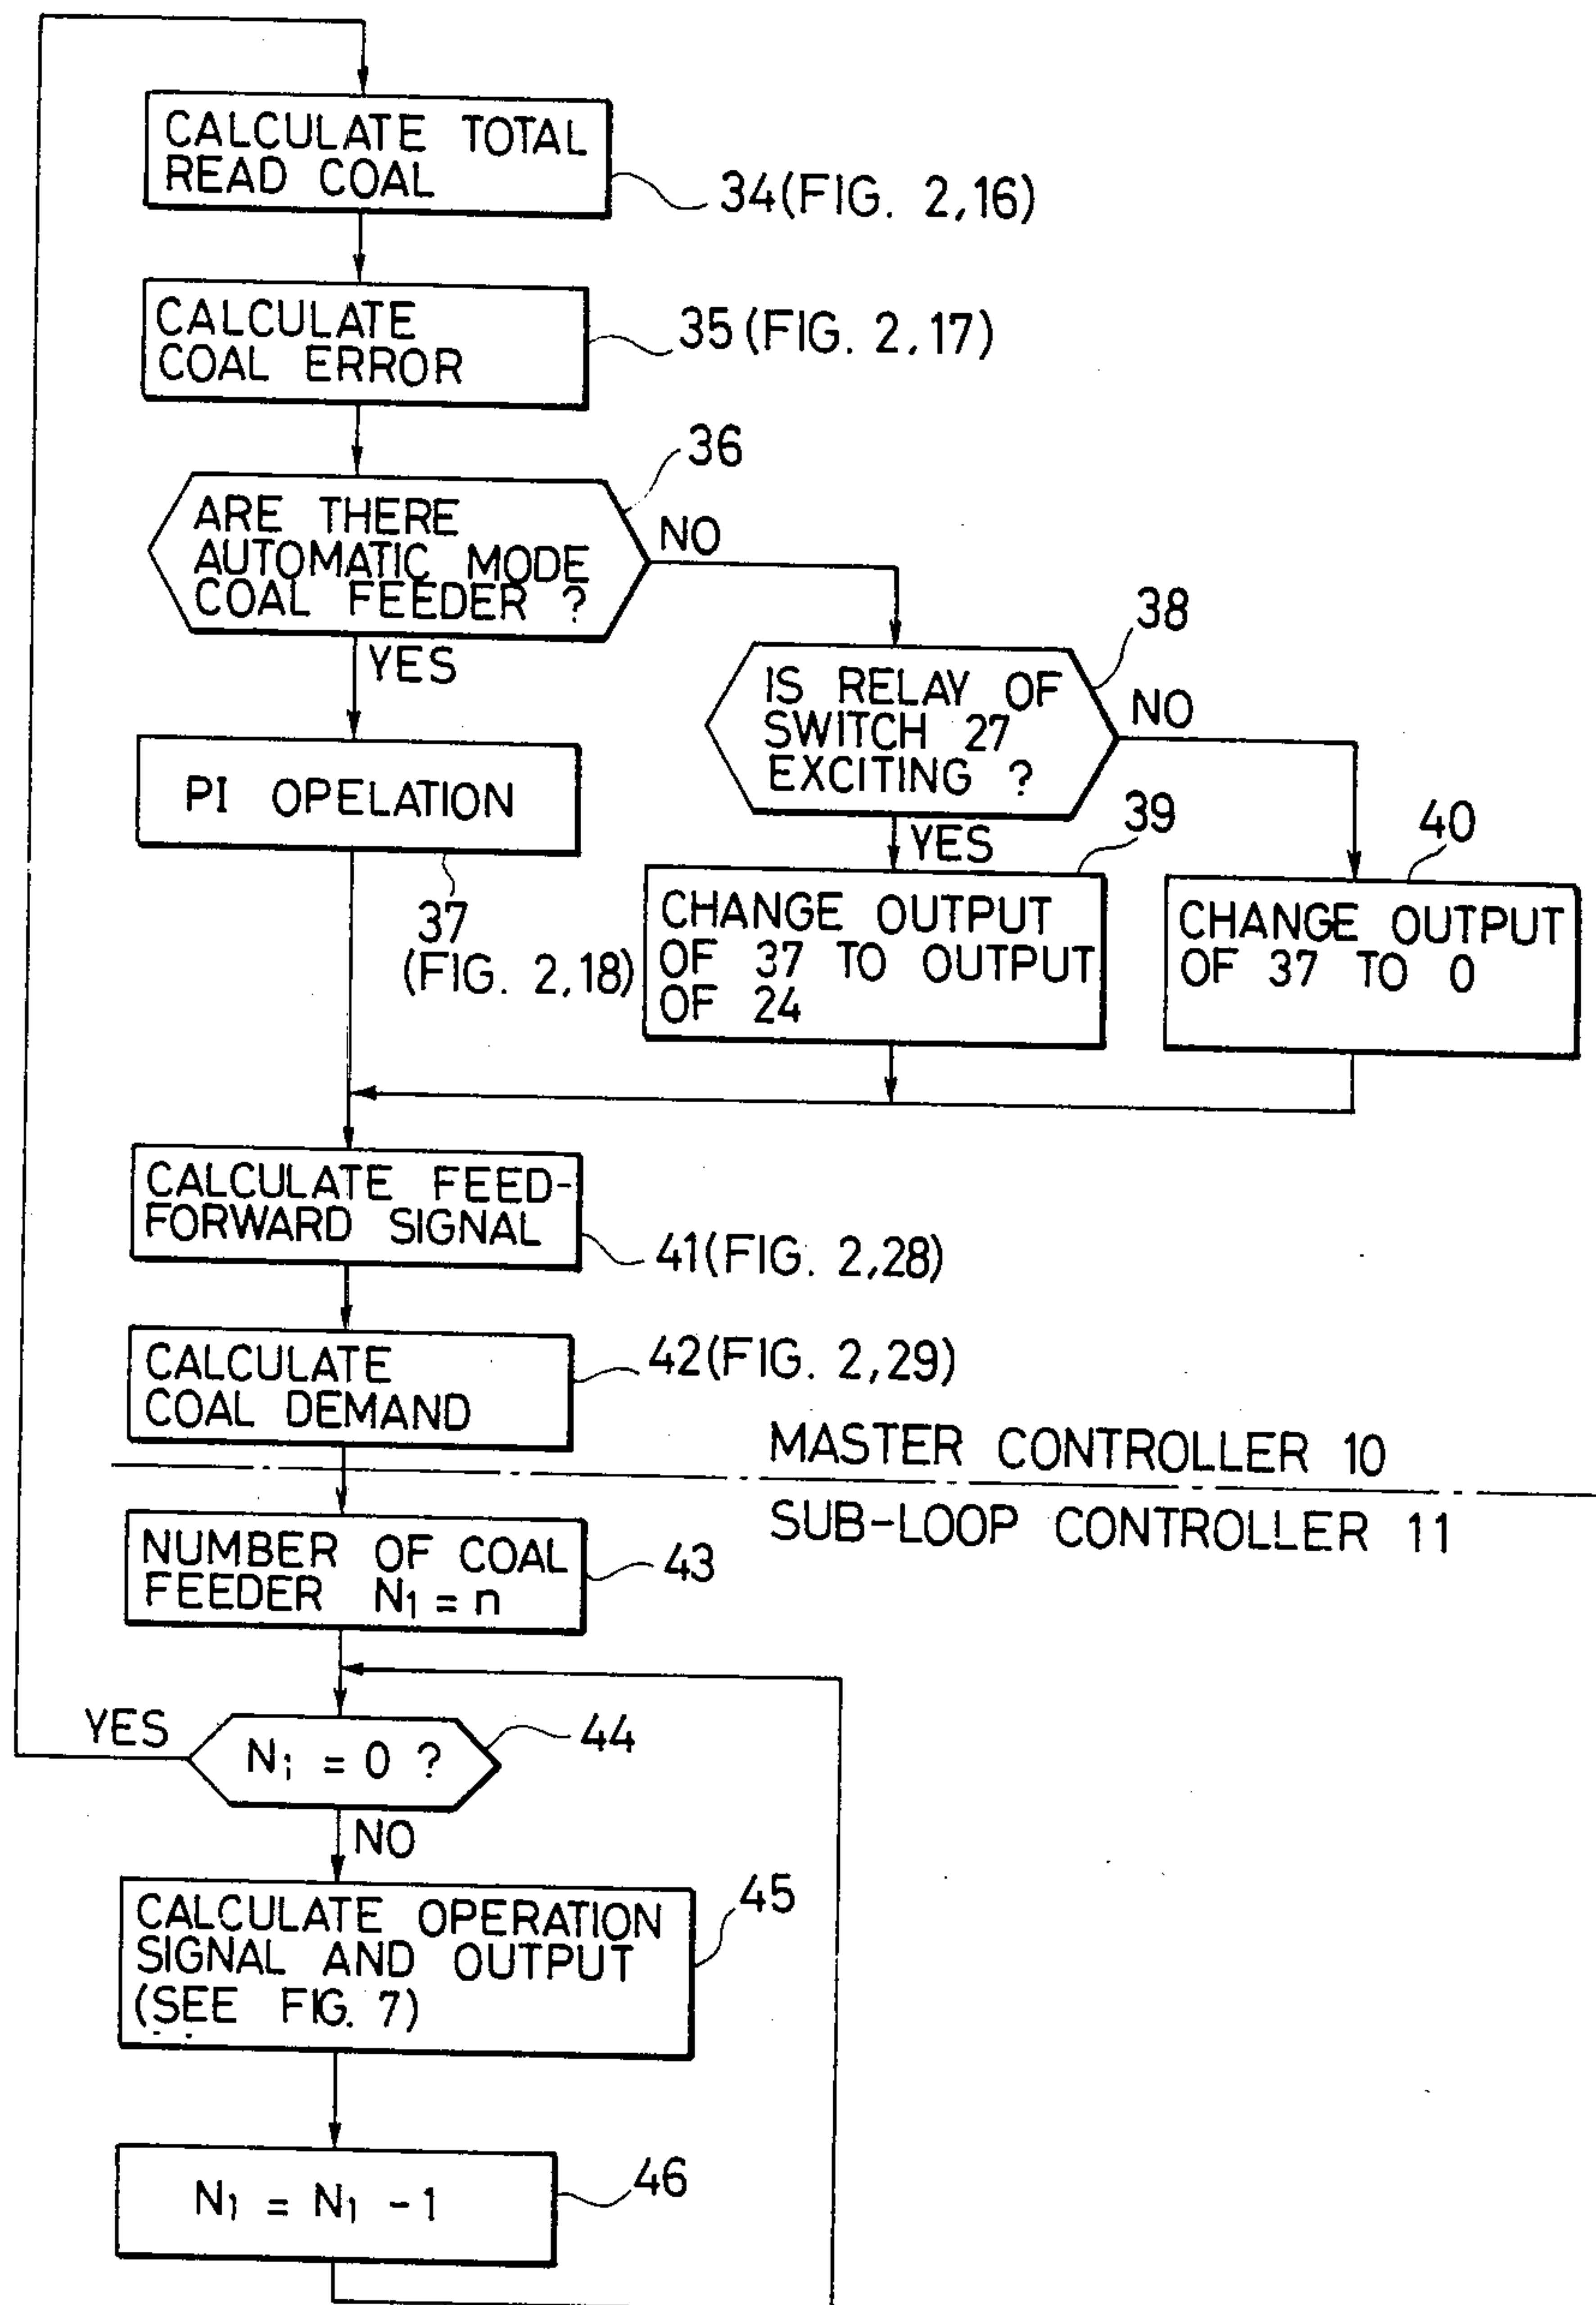 CALCULATE TOTAL
READ COAL
34 (FIG. 2,16)
CALCULATE
COAL ERROR
35 (FIG. 2,17)
36
ARE THERE
AUTOMATIC MODE
COAL FEEDER ?
NO
YES
38
IS RELAY OF
SWITCH 27
EXCITING ?
NO
YES
PI OPELATION
37
(FIG. 2,18)
39
CHANGE OUTPUT
OF 37 TO OUTPUT
OF 24
40
CHANGE OUTPUT
OF 37 TO 0
CALCULATE FEED-
FORWARD SIGNAL
41 (FIG. 2,28)
CALCULATE
COAL DEMAND
42 (FIG. 2,29)
MASTER CONTROLLER 10
SUB-LOOP CONTROLLER 11
NUMBER OF COAL
FEEDER N1 = n
43
YES
Ni = 0 ?
44
NO
CALCULATE OPERATION
SIGNAL AND OUTPUT
(SEE FIG. 7)
45
N1 = N1 - 1
46